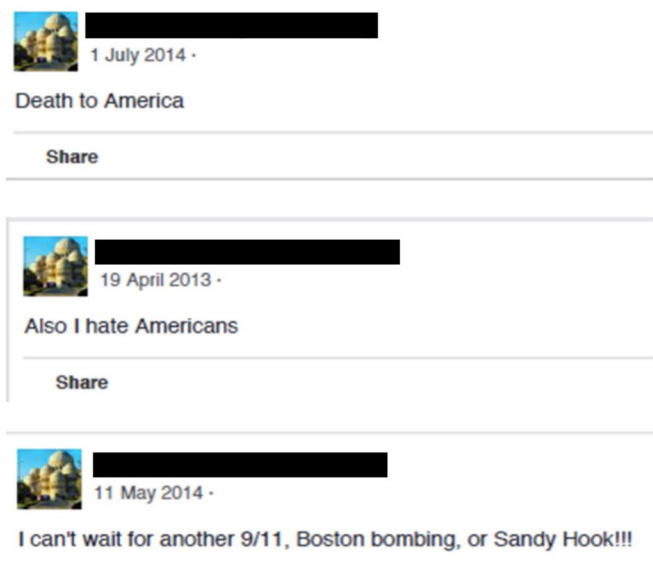 1 July 2014 ·
Death to America
Share
19 April 2013 ·
Also I hate Americans
Share
11 May 2014 ·
I can't wait for another 9/11, Boston bombing, or Sandy Hook!!!